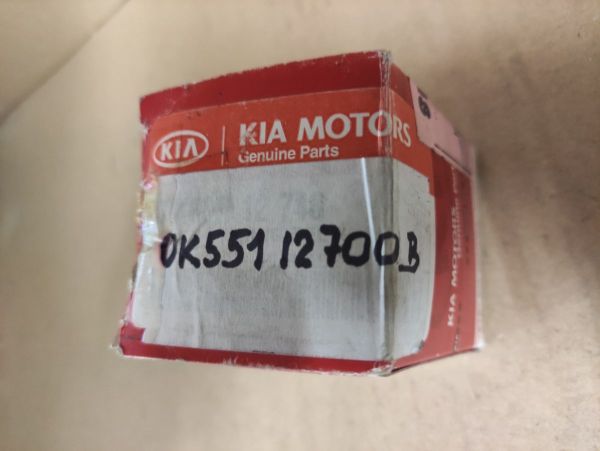 KIA
KIA MOTORS
Genuine Parts
0K551 12700B
KIA MOTORS